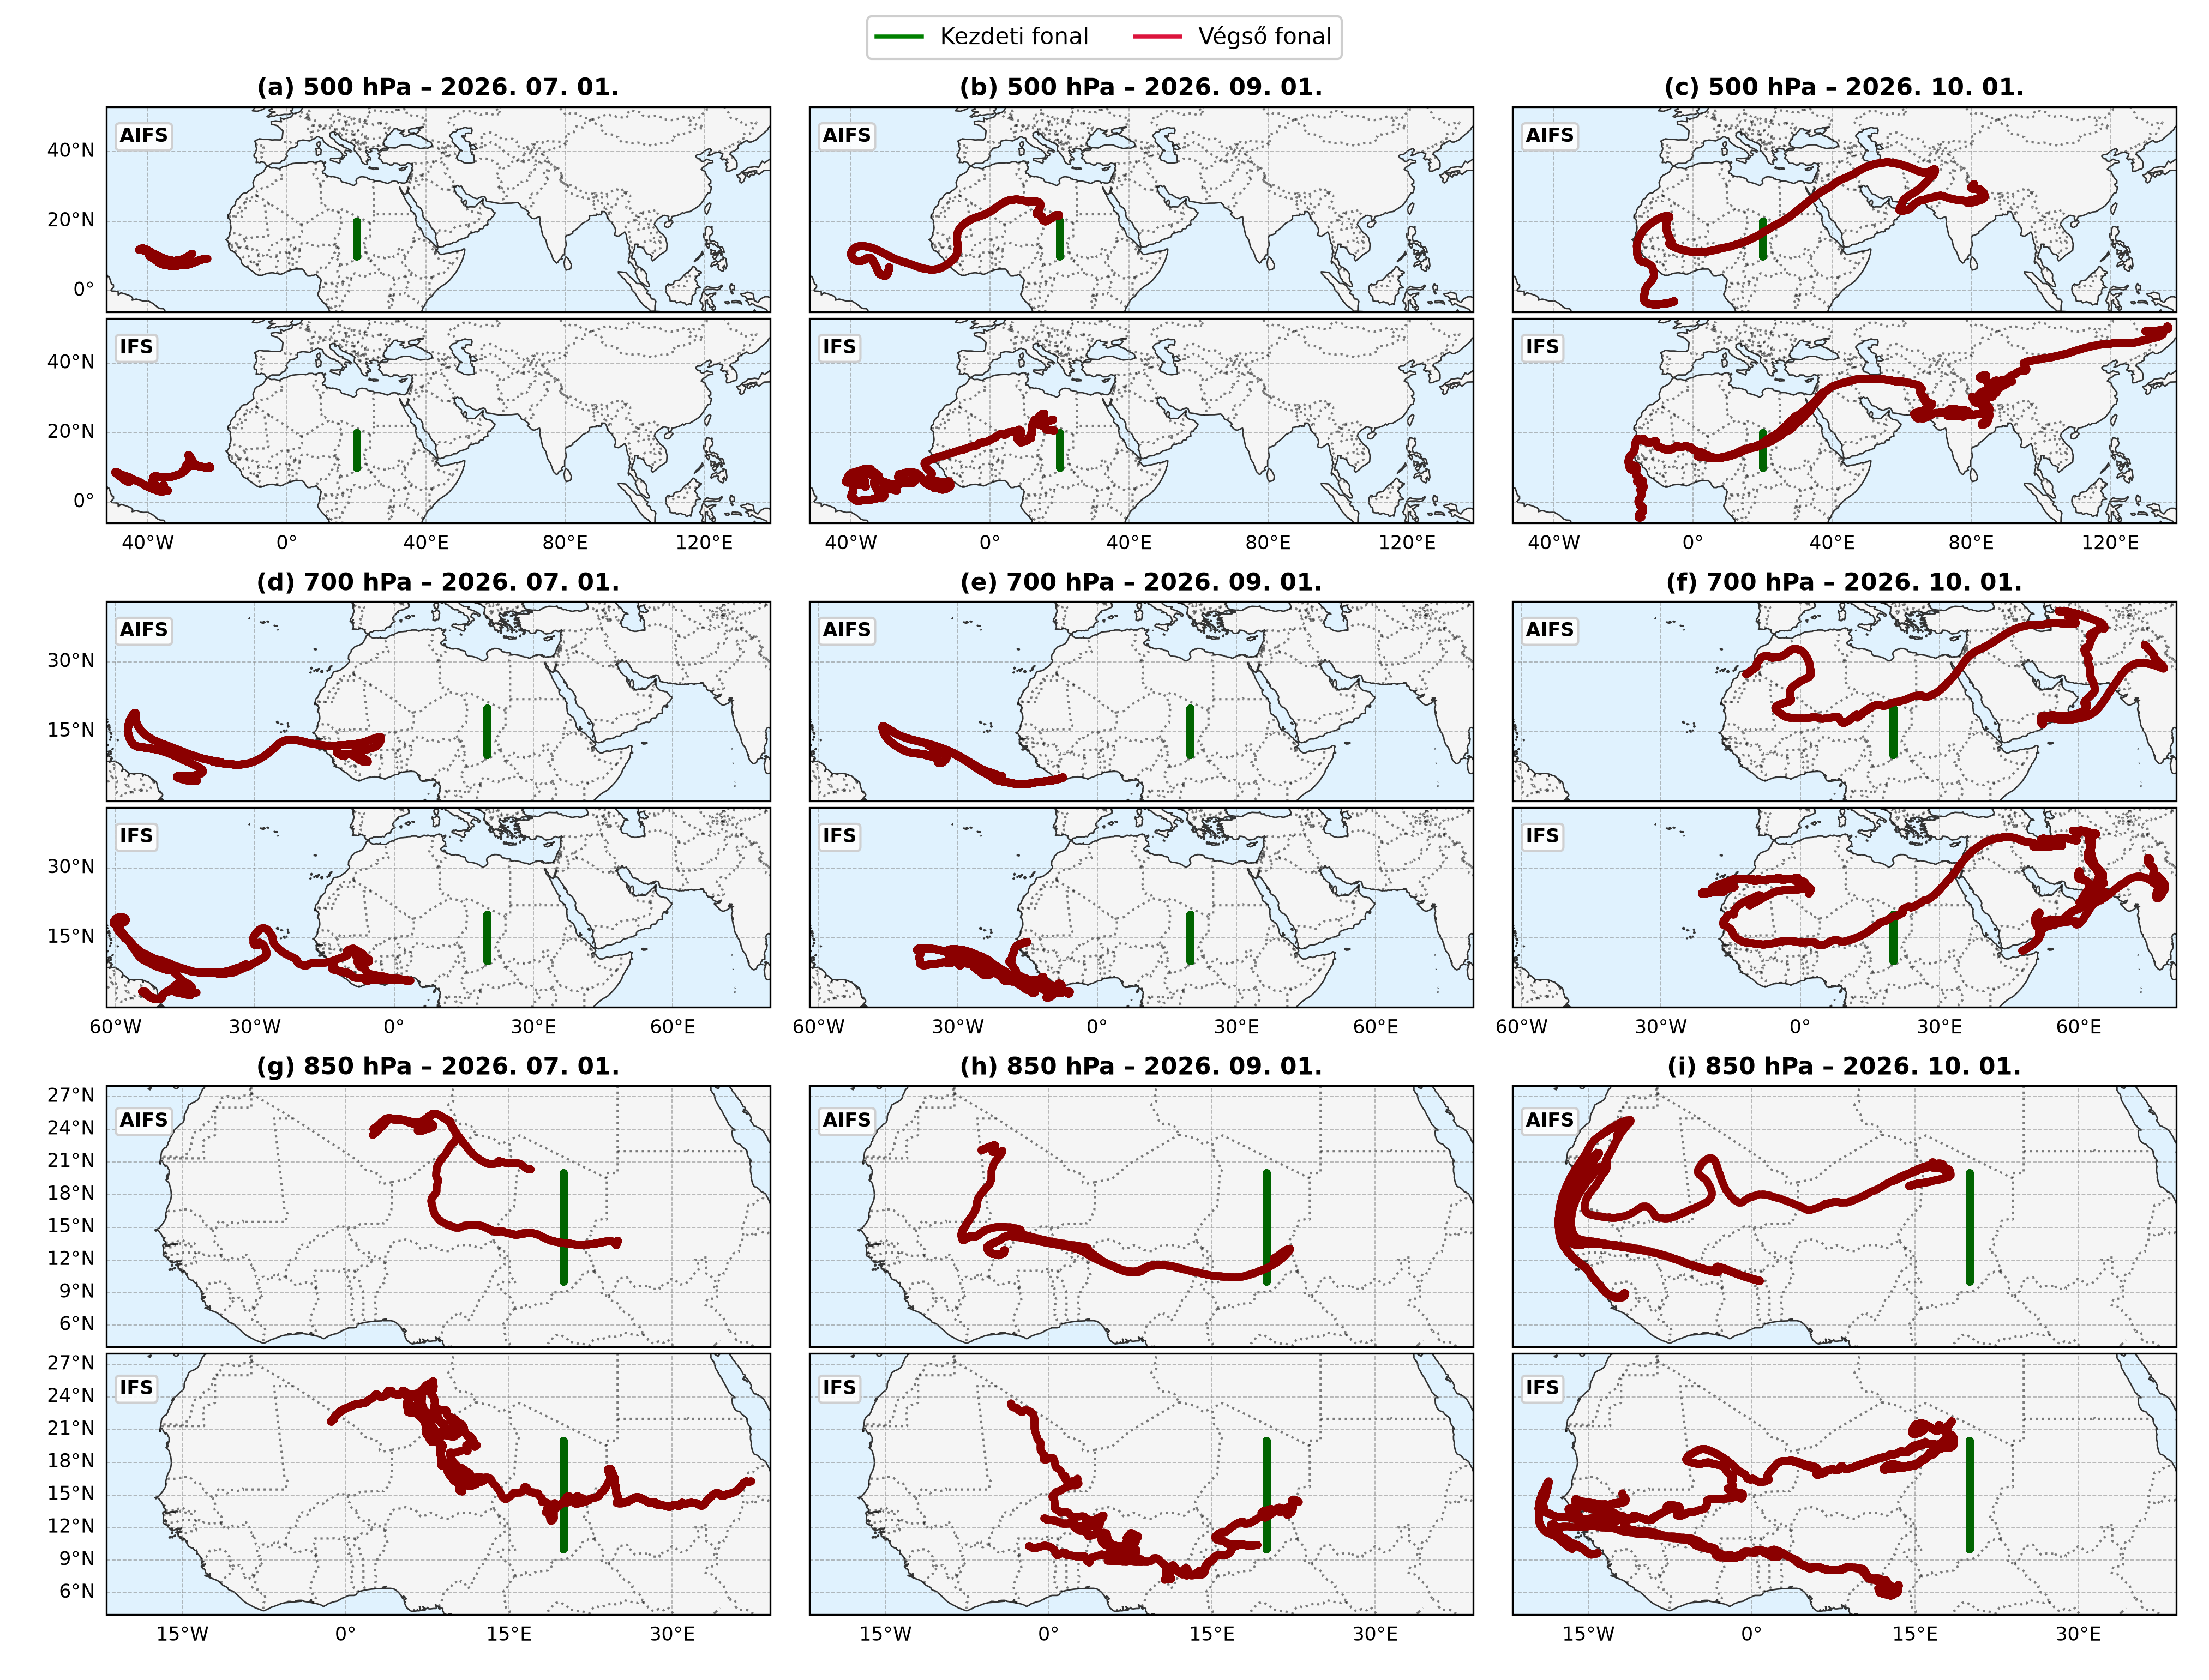 Kezdeti fonal Végső fonal
(a) 500 hPa – 2026. 07. 01. (b) 500 hPa – 2026. 09. 01. (c) 500 hPa – 2026. 10. 01.
AIFS AIFS AIFS
40°N
20°N
0°
IFS IFS IFS
40°N
20°N
0°
40°W 0° 40°E 80°E 120°E 40°W 0° 40°E 80°E 120°E 40°W 0° 40°E 80°E 120°E
(d) 700 hPa – 2026. 07. 01. (e) 700 hPa – 2026. 09. 01. (f) 700 hPa – 2026. 10. 01.
AIFS AIFS AIFS
30°N
15°N
IFS IFS IFS
30°N
15°N
60°W 30°W 0° 30°E 60°E 60°W 30°W 0° 30°E 60°E 60°W 30°W 0° 30°E 60°E
(g) 850 hPa – 2026. 07. 01. (h) 850 hPa – 2026. 09. 01. (i) 850 hPa – 2026. 10. 01.
27°N
AIFS AIFS AIFS
24°N
21°N
18°N
15°N
12°N
9°N
6°N
27°N
IFS IFS IFS
24°N
21°N
18°N
15°N
12°N
9°N
6°N
15°W 0° 15°E 30°E 15°W 0° 15°E 30°E 15°W 0° 15°E 30°E